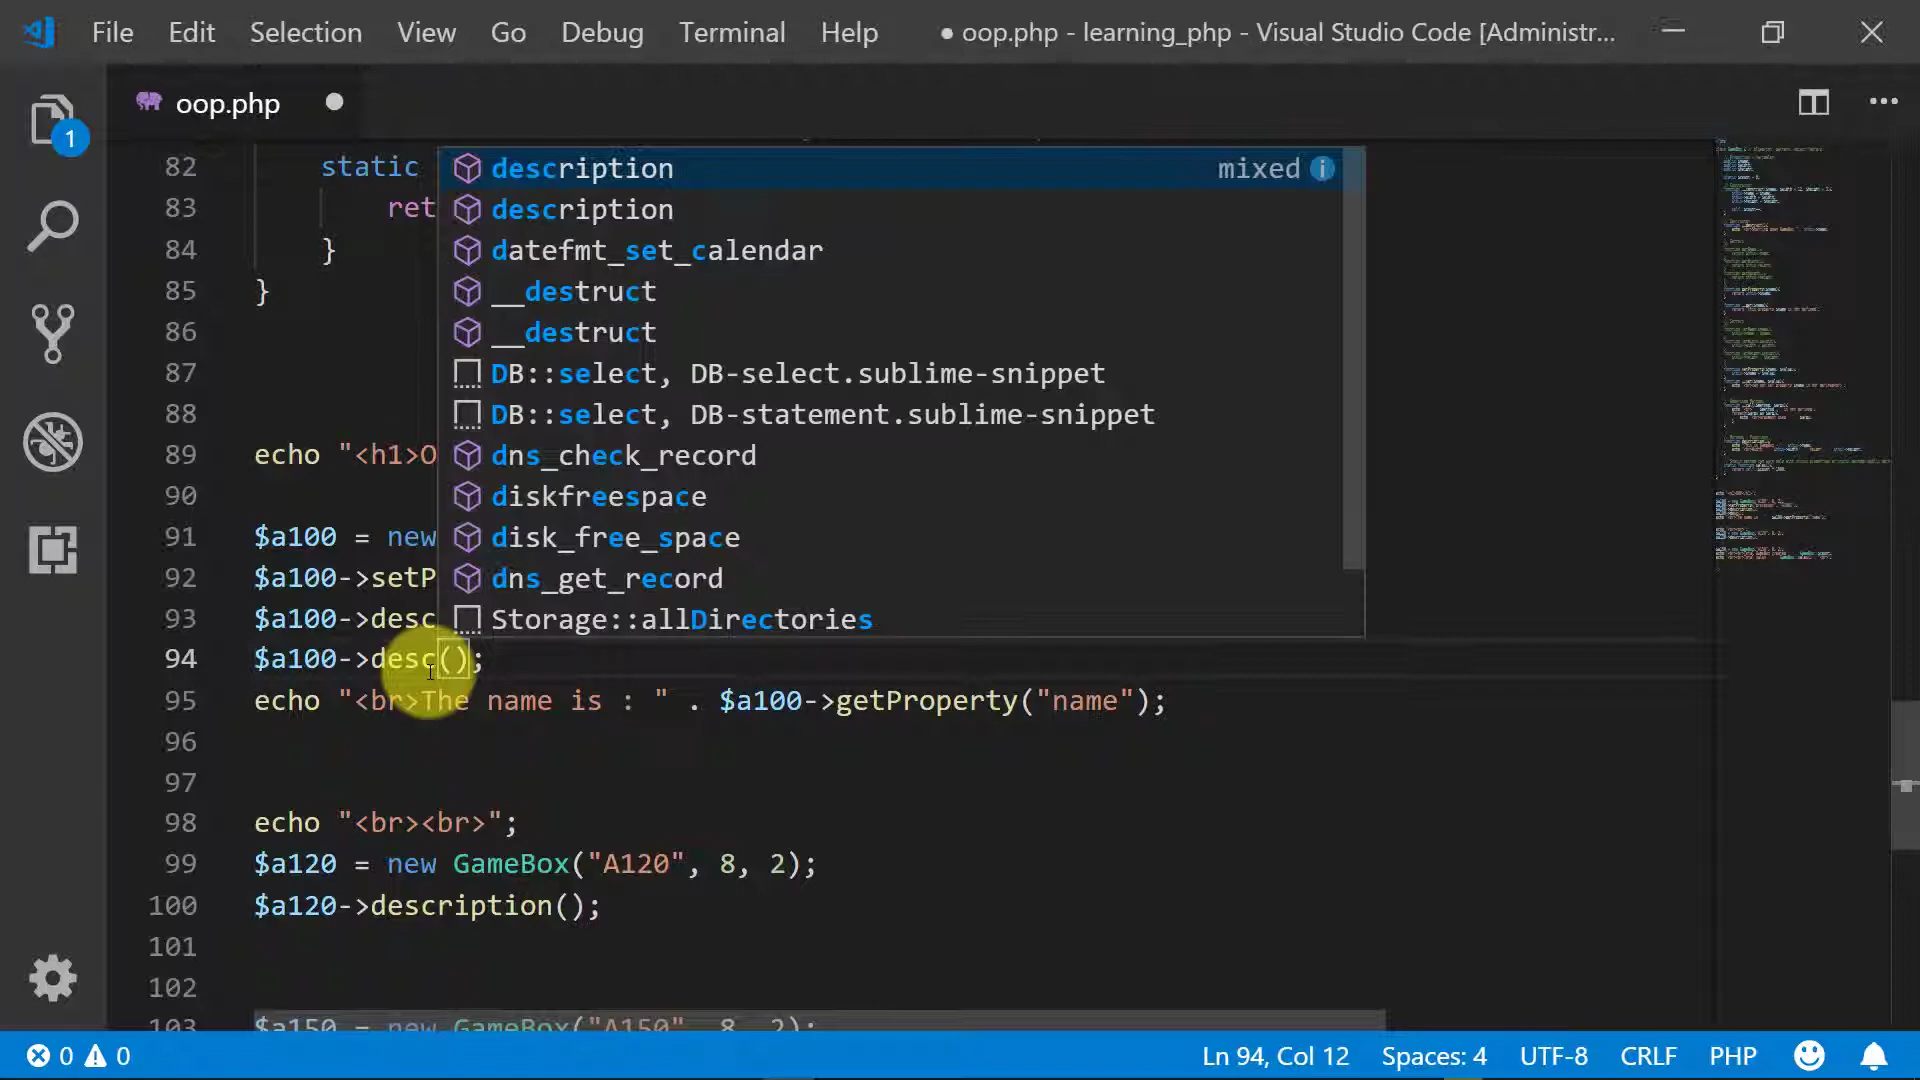 File Edit Selection View Go Debug Terminal Help ● oop.php - learning_php - Visual Studio Code [Administr...
oop.php
1
82 static
83 ret
84 }
85 }
86
87
88
89 echo "<h1>O
90
91 $a100 = new
92 $a100->setP
93 $a100->desc
94 $a100->desc();
95 echo "<br>The name is : " . $a100->getProperty("name");
96
97
98 echo "<br><br>";
99 $a120 = new GameBox("A120", 8, 2);
100 $a120->description();
101
102
103 $a150 = new GameBox("A150", 8, 2);
description mixed
description
datefmt_set_calendar
__destruct
__destruct
DB::select, DB-select.sublime-snippet
DB::select, DB-statement.sublime-snippet
dns_check_record
diskfreespace
disk_free_space
dns_get_record
Storage::allDirectories
0 0 Ln 94, Col 12 Spaces: 4 UTF-8 CRLF PHP